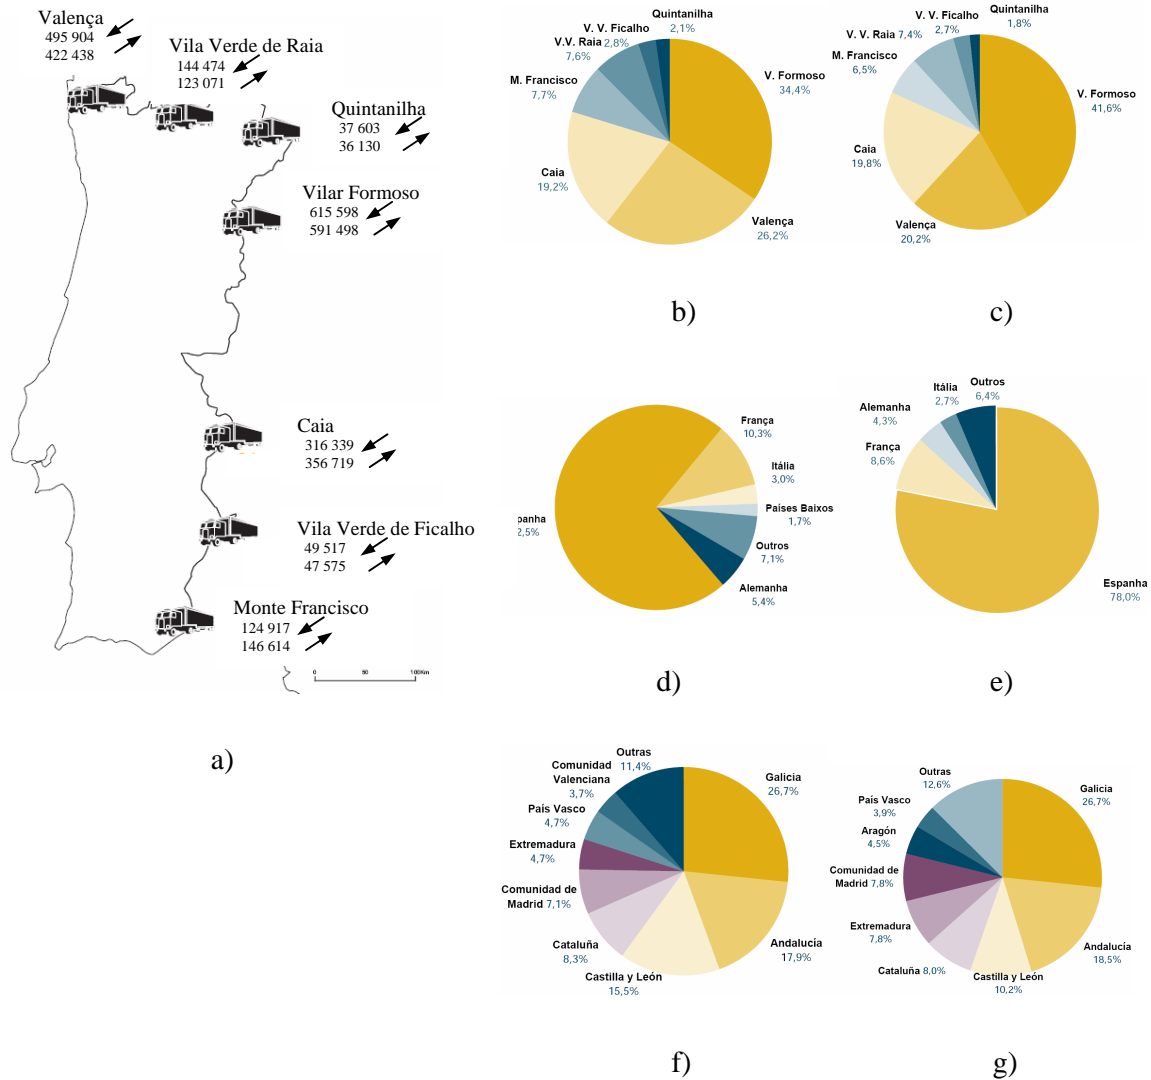 Valença
495 904
422 438
Vila Verde de Raia
144 474
123 071
Quintanilha
37 603
36 130
Vilar Formoso
615 598
591 498
Caia
316 339
356 719
Vila Verde de Ficalho
49 517
47 575
Monte Francisco
124 917
146 614
0 50 100Km
a)
Quintanilha
2,1%
V. V. Ficalho
2,8%
V.V. Raia
7,6%
M. Francisco
7,7%
Caia
19,2%
Valença
26,2%
V. Formoso
34,4%
b)
Quintanilha
1,8%
V. V. Ficalho
2,7%
V. V. Raia 7,4%
M. Francisco
6,5%
Caia
19,8%
Valença
20,2%
V. Formoso
41,6%
c)
França
10,3%
Itália
3,0%
Países Baixos
1,7%
Outros
7,1%
Alemanha
5,4%
panha
2,5%
d)
Outros
6,4%
Itália
2,7%
Alemanha
4,3%
França
8,6%
Espanha
78,0%
e)
Outras
11,4%
Comunidad
Valenciana
3,7%
País Vasco
4,7%
Extremadura
4,7%
Comunidad de
Madrid 7,1%
Cataluña
8,3%
Castilla y León
15,5%
Andalucía
17,9%
Galicia
26,7%
f)
Outras
12,6%
País Vasco
3,9%
Aragón
4,5%
Comunidad de
Madrid 7,8%
Extremadura
7,8%
Cataluña 8,0%
Castilla y León
10,2%
Andalucía
18,5%
Galicia
26,7%
g)